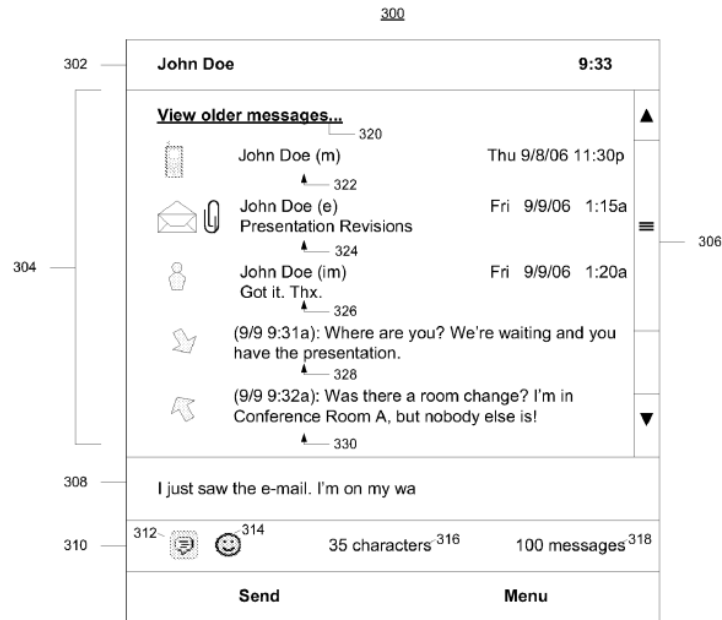 300
302 John Doe 9:33
View older messages...
320
John Doe (m) Thu 9/8/06 11:30p
322
John Doe (e) Fri 9/9/06 1:15a
Presentation Revisions
324
306
304
John Doe (im) Fri 9/9/06 1:20a
Got it. Thx.
326
(9/9 9:31a): Where are you? We're waiting and you
have the presentation.
328
(9/9 9:32a): Was there a room change? I'm in
Conference Room A, but nobody else is!
330
308 I just saw the e-mail. I'm on my wa
310 312 314 35 characters 316 100 messages 318
Send Menu